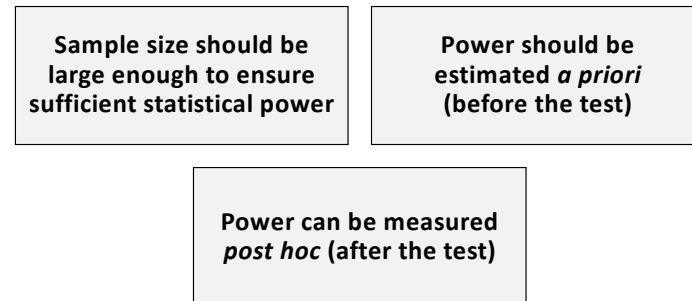 Sample size should be
large enough to ensure
sufficient statistical power
Power should be
estimated a priori
(before the test)
Power can be measured
post hoc (after the test)